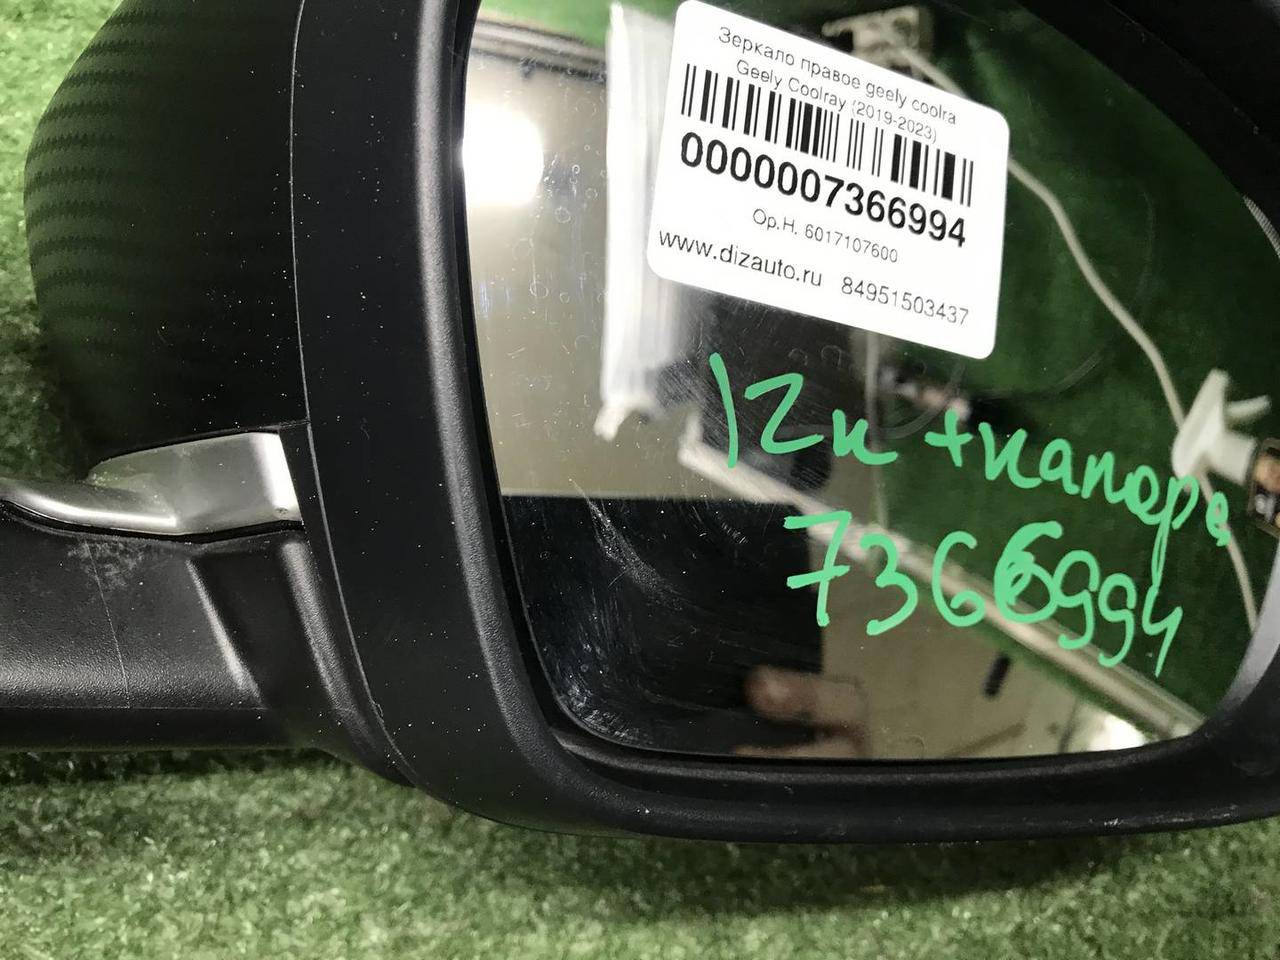 Зеркало правое geely coolra
Geely Coolray (2019-2023)
0000007366994
Ор.Н. 6017107600
www.dizauto.ru 84951503437
12к +капоре
7366994